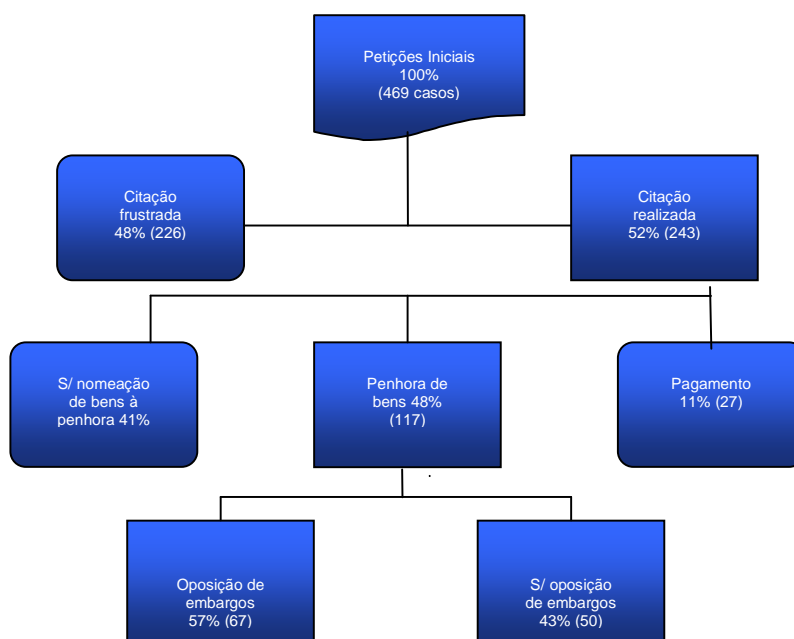 Petições Iniciais
100%
(469 casos)
Citação
frustrada
48% (226)
Citação
realizada
52% (243)
S/ nomeação
de bens à
penhora 41%
Penhora de
bens 48%
(117)
Pagamento
11% (27)
Oposição de
embargos
57% (67)
S/ oposição
de embargos
43% (50)